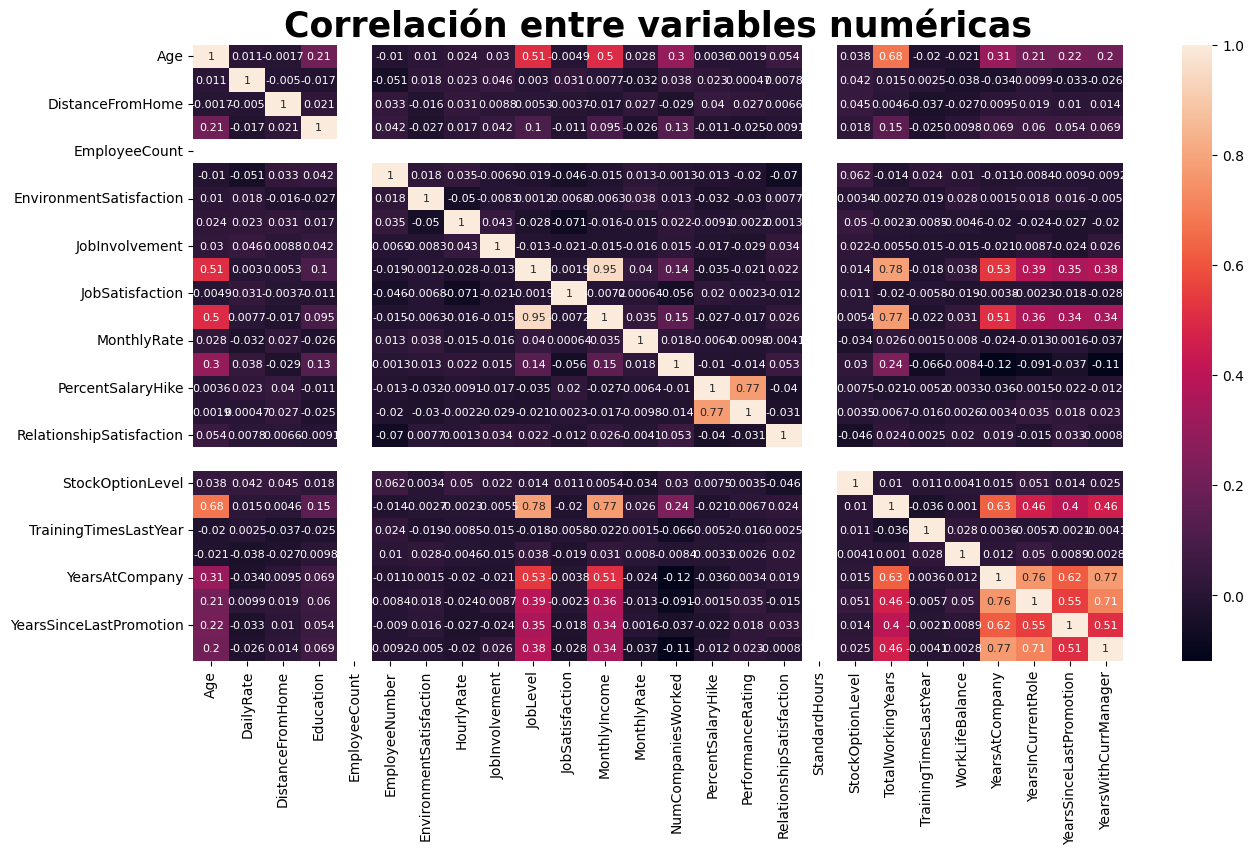 Correlación entre variables numéricas
Age 1 0.011 -0.0017 0.21 -0.01 0.01 0.024 0.03 0.51 -0.0049 0.5 0.028 0.3 0.0036 0.0019 0.054 0.038 0.68 -0.02 -0.021 0.31 0.21 0.22 0.2
0.011 1 -0.005 -0.017 -0.051 0.018 0.023 0.046 0.003 0.031 0.0077 -0.032 0.038 0.023 0.00047 0.0078 0.042 0.015 0.0025 -0.038 -0.034 0.0099 -0.033 -0.026
DistanceFromHome -0.0017 -0.005 1 0.021 0.033 -0.016 0.031 0.0088 0.0053 -0.0037 -0.017 0.027 -0.029 0.04 0.027 0.0066 0.045 0.0046 -0.037 -0.027 0.0095 0.019 0.01 0.014
0.21 -0.017 0.021 1 0.042 -0.027 0.017 0.042 0.1 -0.011 0.095 -0.026 0.13 -0.011 -0.025 -0.0091 0.018 0.15 -0.025 0.0098 0.069 0.06 0.054 0.069
EmployeeCount
-0.01 -0.051 0.033 0.042 1 0.018 0.035 -0.0069 -0.019 -0.046 -0.015 0.013 -0.0013 -0.013 -0.02 -0.07 0.062 -0.014 0.024 0.01 -0.011 -0.0084 -0.009 -0.0092
EnvironmentSatisfaction 0.01 0.018 -0.016 -0.027 0.018 1 -0.05 -0.0083 0.0012 -0.0068 -0.0063 0.038 0.013 -0.032 -0.03 0.0077 0.0034 -0.0027 -0.019 0.028 0.0015 0.018 0.016 -0.005
0.024 0.023 0.031 0.017 0.035 -0.05 1 0.043 -0.028 -0.071 -0.016 -0.015 0.022 -0.0091 -0.0022 0.0013 0.05 -0.0023 -0.0085 -0.0046 -0.02 -0.024 -0.027 -0.02
JobInvolvement 0.03 0.046 0.0088 0.042 -0.0069 -0.0083 0.043 1 -0.013 -0.021 -0.015 -0.016 0.015 -0.017 -0.029 0.034 0.022 -0.0055 -0.015 -0.015 -0.021 0.0087 -0.024 0.026
0.51 0.003 0.0053 0.1 -0.019 0.0012 -0.028 -0.013 1 -0.0019 0.95 0.04 0.14 -0.035 -0.021 0.022 0.014 0.78 -0.018 0.038 0.53 0.39 0.35 0.38
JobSatisfaction -0.0049 0.031 -0.0037 -0.011 -0.046 -0.0068 -0.071 -0.021 -0.0019 1 -0.0072 0.00064 -0.056 0.02 0.0023 -0.012 0.011 -0.02 -0.0058 -0.019 -0.0038 -0.0023 -0.018 -0.028
0.5 0.0077 -0.017 0.095 -0.015 -0.0063 -0.016 -0.015 0.95 -0.0072 1 0.035 0.15 -0.027 -0.017 0.026 0.0054 0.77 -0.022 0.031 0.51 0.36 0.34 0.34
MonthlyRate 0.028 -0.032 0.027 -0.026 0.013 0.038 -0.015 -0.016 0.04 0.00064 0.035 1 0.018 -0.0064 -0.0098 -0.0041 -0.034 0.026 0.0015 0.008 -0.024 -0.013 0.0016 -0.037
0.3 0.038 -0.029 0.13 -0.0013 0.013 0.022 0.015 0.14 -0.056 0.15 0.018 1 -0.01 -0.014 0.053 0.03 0.24 -0.066 -0.0084 -0.12 -0.091 -0.037 -0.11
PercentSalaryHike 0.0036 0.023 0.04 -0.011 -0.013 -0.032 -0.0091 -0.017 -0.035 0.02 -0.027 -0.0064 -0.01 1 0.77 -0.04 0.0075 -0.021 -0.0052 -0.0033 -0.036 -0.0015 -0.022 -0.012
0.0019 0.00047 0.027 -0.025 -0.02 -0.03 -0.0022 -0.029 -0.021 0.0023 -0.017 -0.0098 -0.014 0.77 1 -0.031 0.0035 0.0067 -0.016 0.0026 0.0034 0.035 0.018 0.023
RelationshipSatisfaction 0.054 0.0078 0.0066 -0.0091 -0.07 0.0077 0.0013 0.034 0.022 -0.012 0.026 -0.0041 0.053 -0.04 -0.031 1 -0.046 0.024 0.0025 0.02 0.019 -0.015 0.033 -0.0008
StockOptionLevel 0.038 0.042 0.045 0.018 0.062 0.0034 0.05 0.022 0.014 0.011 0.0054 -0.034 0.03 0.0075 0.0035 -0.046 1 0.01 0.011 0.0041 0.015 0.051 0.014 0.025
0.68 0.015 0.0046 0.15 -0.014 -0.0027 -0.0023 -0.0055 0.78 -0.02 0.77 0.026 0.24 -0.021 0.0067 0.024 0.01 1 -0.036 0.001 0.63 0.46 0.4 0.46
TrainingTimesLastYear -0.02 0.0025 -0.037 -0.025 0.024 -0.019 -0.0085 -0.015 -0.018 -0.0058 -0.022 0.0015 -0.066 -0.0052 -0.016 0.0025 0.011 -0.036 1 0.028 0.0036 -0.0057 -0.0021 -0.0041
-0.021 -0.038 -0.027 0.0098 0.01 0.028 -0.0046 -0.015 0.038 -0.019 0.031 0.008 -0.0084 -0.0033 0.0026 0.02 0.0041 0.001 0.028 1 0.012 0.05 0.0089 0.0028
YearsAtCompany 0.31 -0.034 0.0095 0.069 -0.011 0.0015 -0.02 -0.021 0.53 -0.0038 0.51 -0.024 -0.12 -0.036 0.0034 0.019 0.015 0.63 0.0036 0.012 1 0.76 0.62 0.77
0.21 0.0099 0.019 0.06 -0.0084 0.018 -0.024 0.0087 0.39 -0.0023 0.36 -0.013 -0.091 -0.0015 0.035 -0.015 0.051 0.46 -0.0057 0.05 0.76 1 0.55 0.71
YearsSinceLastPromotion 0.22 -0.033 0.01 0.054 -0.009 0.016 -0.027 -0.024 0.35 -0.018 0.34 0.0016 -0.037 -0.022 0.018 0.033 0.014 0.4 -0.0021 0.0089 0.62 0.55 1 0.51
0.2 -0.026 0.014 0.069 -0.0092 -0.005 -0.02 0.026 0.38 -0.028 0.34 -0.037 -0.11 -0.012 0.023 -0.0008 0.025 0.46 -0.0041 0.0028 0.77 0.71 0.51 1
Age
DailyRate
DistanceFromHome
Education
EmployeeCount
EmployeeNumber
EnvironmentSatisfaction
HourlyRate
JobInvolvement
JobLevel
JobSatisfaction
MonthlyIncome
MonthlyRate
NumCompaniesWorked
PercentSalaryHike
PerformanceRating
RelationshipSatisfaction
StandardHours
StockOptionLevel
TotalWorkingYears
TrainingTimesLastYear
WorkLifeBalance
YearsAtCompany
YearsInCurrentRole
YearsSinceLastPromotion
YearsWithCurrManager
1.0
0.8
0.6
0.4
0.2
0.0